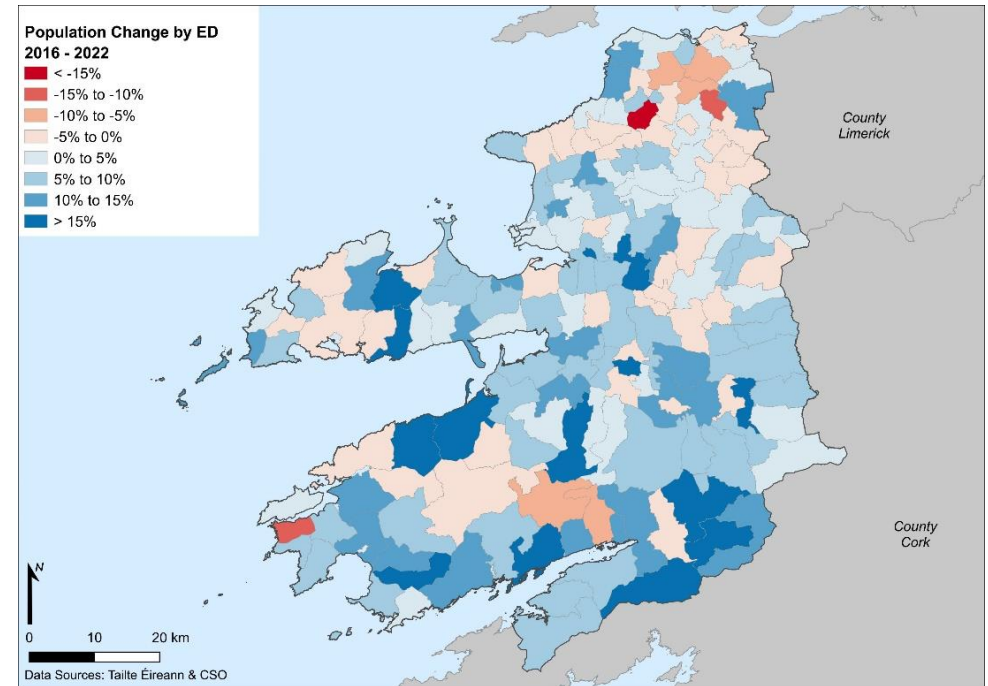 Population Change by ED
2016 - 2022
< -15%
-15% to -10%
-10% to -5%
-5% to 0%
0% to 5%
5% to 10%
10% to 15%
> 15%
County
Limerick
County
Cork
N
0 10 20 km
Data Sources: Tailte Éireann & CSO